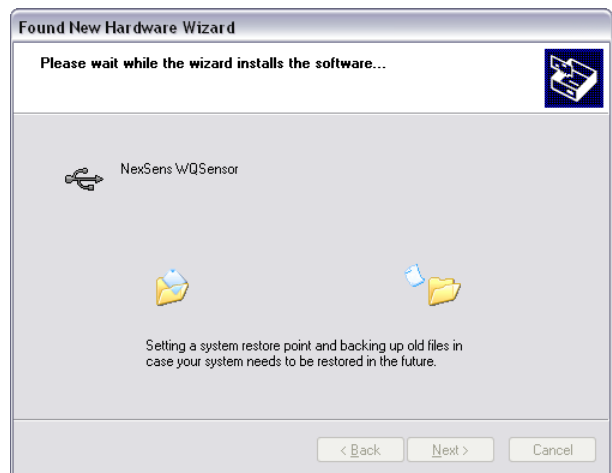 Found New Hardware Wizard
Please wait while the wizard installs the software...
NexSens WQSensor
Setting a system restore point and backing up old files in
case your system needs to be restored in the future.
< Back
Next >
Cancel